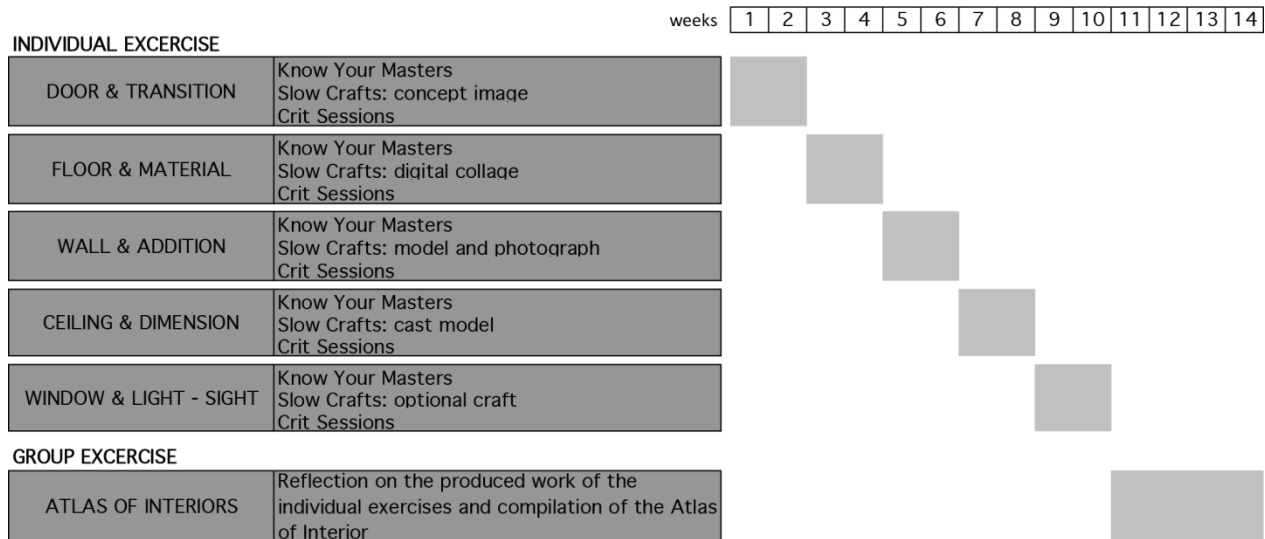 weeks 1 2 3 4 5 6 7 8 9 10 11 12 13 14
INDIVIDUAL EXCERCISE
DOOR & TRANSITION
Know Your Masters
Slow Crafts: concept image
Crit Sessions
FLOOR & MATERIAL
Know Your Masters
Slow Crafts: digital collage
Crit Sessions
WALL & ADDITION
Know Your Masters
Slow Crafts: model and photograph
Crit Sessions
CEILING & DIMENSION
Know Your Masters
Slow Crafts: cast model
Crit Sessions
WINDOW & LIGHT - SIGHT
Know Your Masters
Slow Crafts: optional craft
Crit Sessions
GROUP EXCERCISE
ATLAS OF INTERIORS
Reflection on the produced work of the
individual exercises and compilation of the Atlas
of Interior